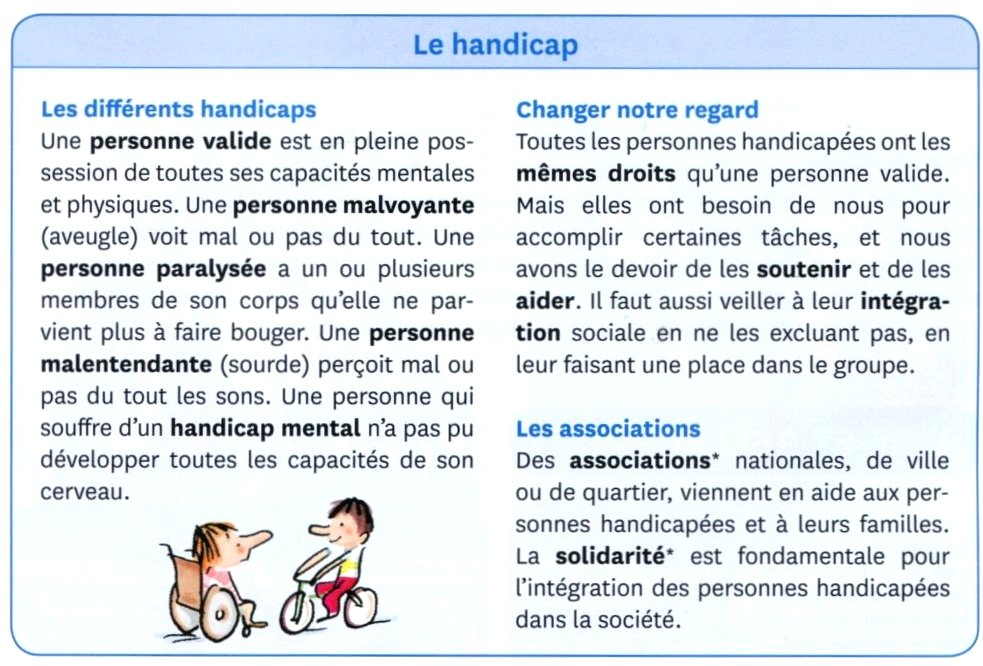 Le handicap
Les différents handicaps
Une personne valide est en pleine pos-
session de toutes ses capacités mentales
et physiques. Une personne malvoyante
(aveugle) voit mal ou pas du tout. Une
personne paralysée a un ou plusieurs
membres de son corps qu'elle ne par-
vient plus à faire bouger. Une personne
malentendante (sourde) perçoit mal ou
pas du tout les sons. Une personne qui
souffre d'un handicap mental n'a pas pu
développer toutes les capacités de son
cerveau.
Changer notre regard
Toutes les personnes handicapées ont les
mêmes droits qu'une personne valide.
Mais elles ont besoin de nous pour
accomplir certaines tâches, et nous
avons le devoir de les soutenir et de les
aider. Il faut aussi veiller à leur intégra-
tion sociale en ne les excluant pas, en
leur faisant une place dans le groupe.
Les associations
Des associations* nationales, de ville
ou de quartier, viennent en aide aux per-
sonnes handicapées et à leurs familles.
La solidarité* est fondamentale pour
l'intégration des personnes handicapées
dans la société.